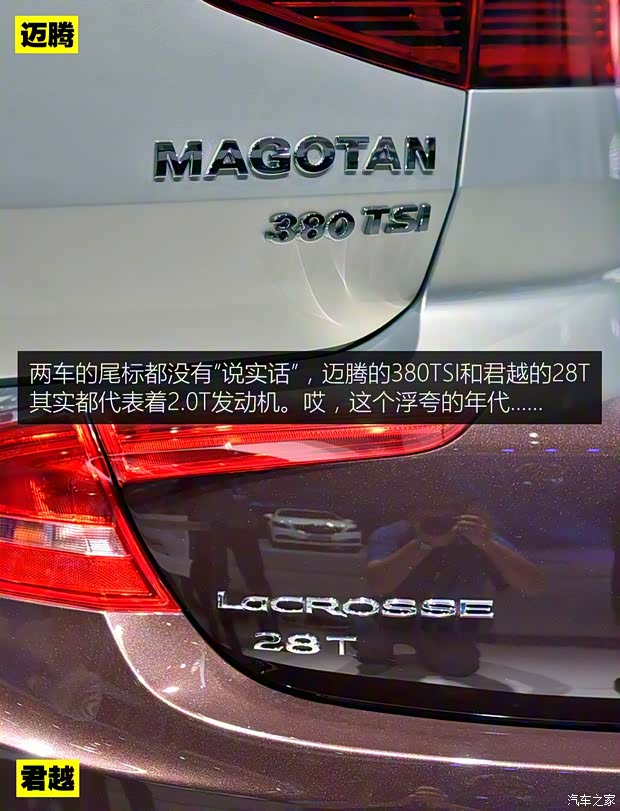 迈腾
MAGOTAN
380 TSI
两车的尾标都没有“说实话”，迈腾的380TSI和君越的28T
其实都代表着2.0T发动机。哎，这个浮夸的年代......
LACROSSE
28T
君越
汽车之家